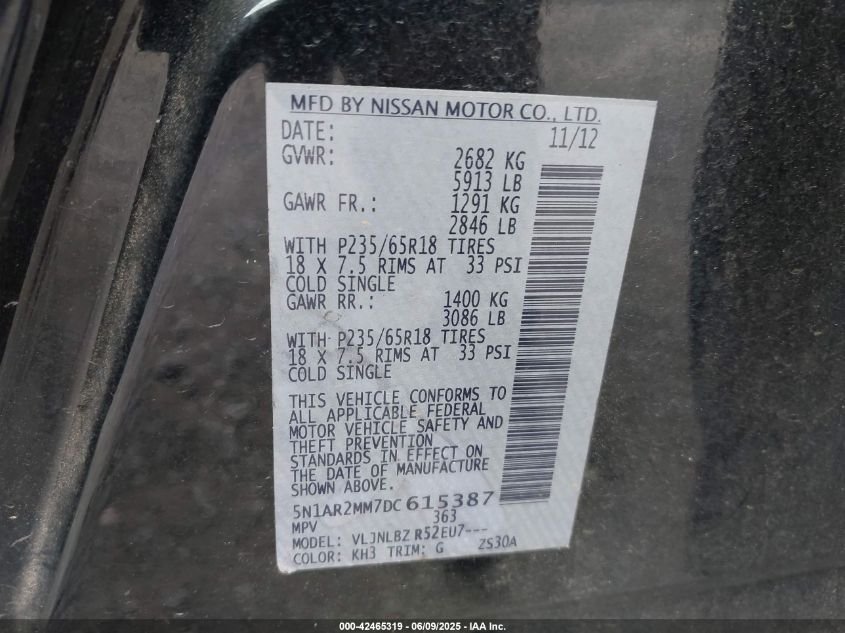 MFD BY NISSAN MOTOR CO., LTD.
DATE: 11/12
GVWR: 2682 KG
5913 LB
GAWR FR.: 1291 KG
2846 LB
WITH P235/65R18 TIRES
18 X 7.5 RIMS AT 33 PSI
COLD SINGLE
GAWR RR.: 1400 KG
3086 LB
WITH P235/65R18 TIRES
18 X 7.5 RIMS AT 33 PSI
COLD SINGLE
THIS VEHICLE CONFORMS TO
ALL APPLICABLE FEDERAL
MOTOR VEHICLE SAFETY AND
THEFT PREVENTION
STANDARDS IN EFFECT ON
THE DATE OF MANUFACTURE
SHOWN ABOVE.
5N1AR2MM7DC615387
MPV 363
MODEL: VLJNLBZ R52EU7---
COLOR: KH3 TRIM: G ZS30A
000-42465319 | 06/09/2025 - IAA Inc.